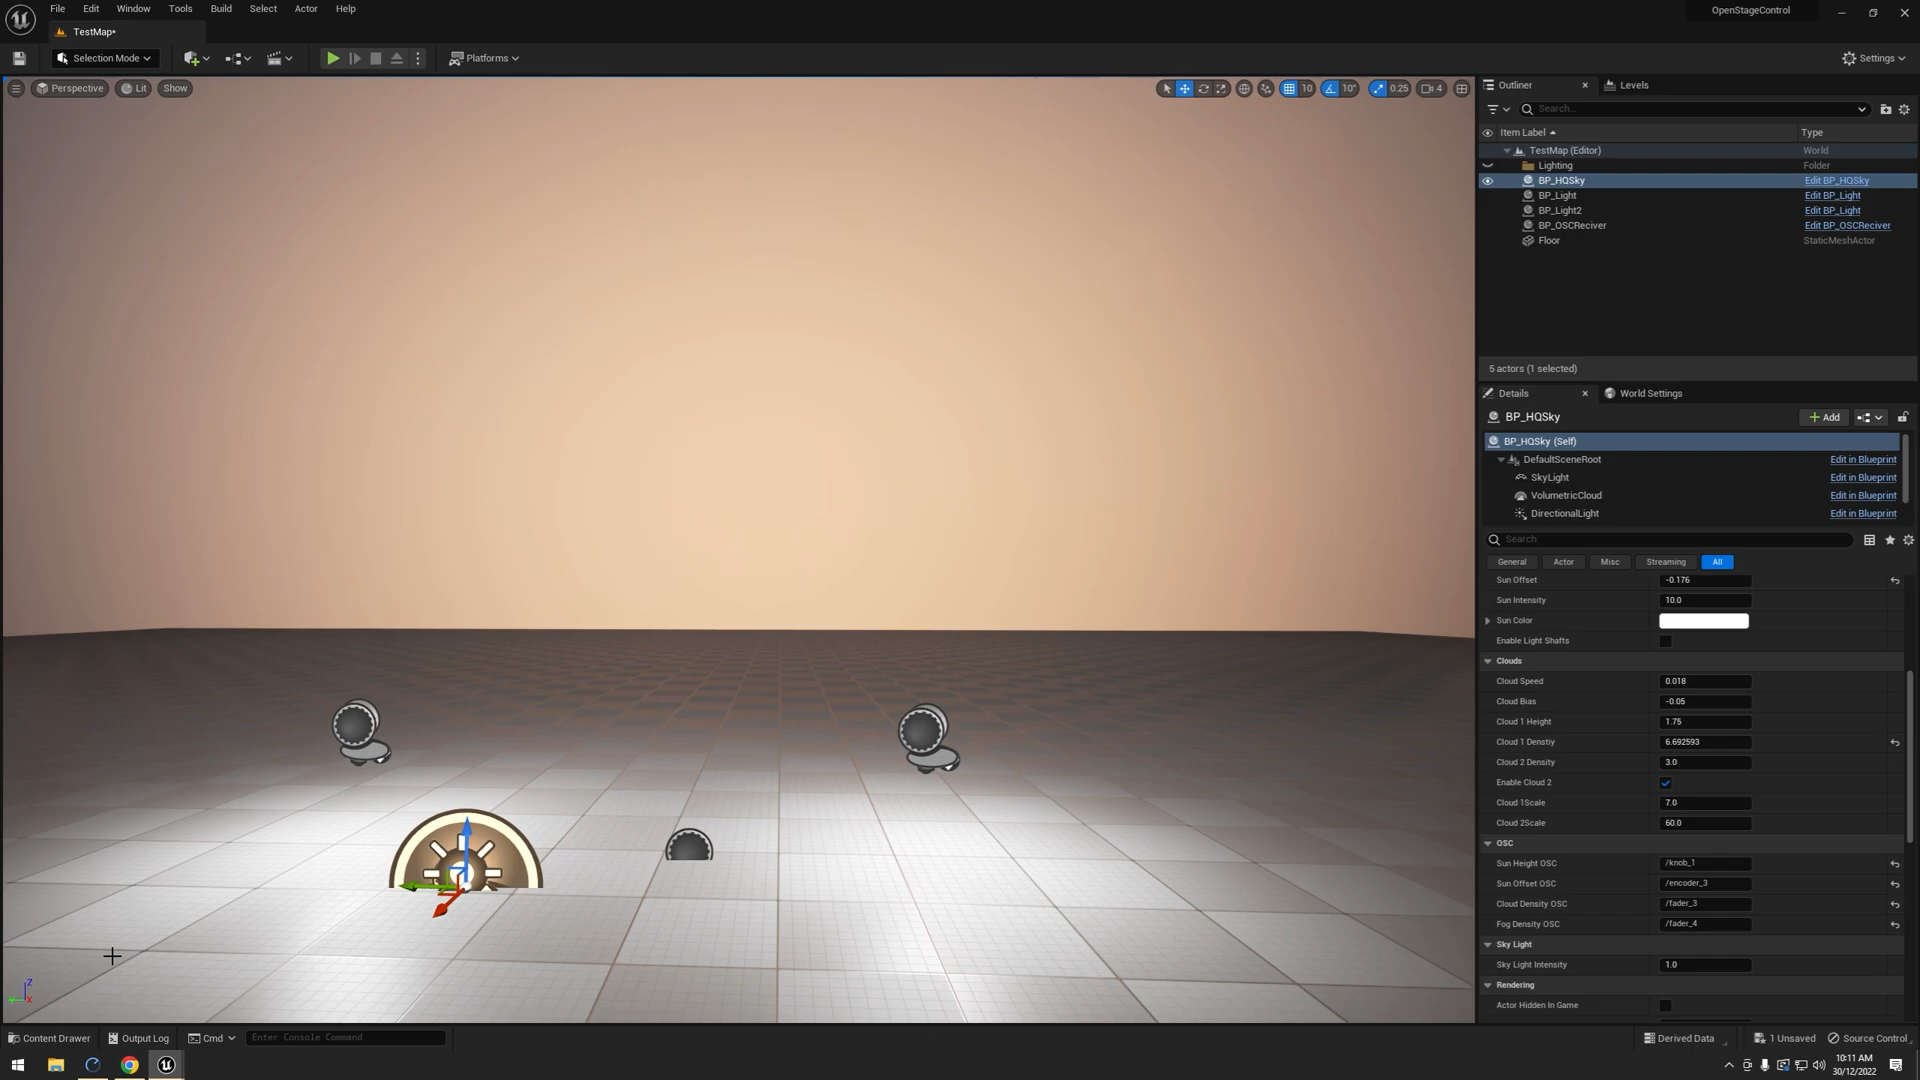 File Edit Window Tools Build Select Actor Help
OpenStageControl
TestMap•
Selection Mode
Platforms
Settings
Perspective Lit Show
10 10° 0.25 4
Outliner
Levels
Search...
Item Label Type
TestMap (Editor) World
Lighting Folder
BP_HQSky Edit BP_HQSky
BP_Light Edit BP_Light
BP_Light2 Edit BP_Light
BP_OSCReciver Edit BP_OSCReciver
Floor StaticMeshActor
5 actors (1 selected)
Details
World Settings
BP_HQSky
Add
BP_HQSky (Self)
DefaultSceneRoot Edit in Blueprint
SkyLight Edit in Blueprint
VolumetricCloud Edit in Blueprint
DirectionalLight Edit in Blueprint
Search
General Actor Misc Streaming All
Sun Offset -0.176
Sun Intensity 10.0
Sun Color
Enable Light Shafts
Clouds
Cloud Speed 0.018
Cloud Bias -0.05
Cloud 1 Height 1.75
Cloud 1 Denstiy 6.692593
Cloud 2 Density 3.0
Enable Cloud 2
Cloud 1Scale 7.0
Cloud 2Scale 60.0
OSC
Sun Height OSC /knob_1
Sun Offset OSC /encoder_3
Cloud Density OSC /fader_3
Fog Density OSC /fader_4
Sky Light
Sky Light Intensity 1.0
Rendering
Actor Hidden In Game
Z
Y X
Content Drawer Output Log Cmd Enter Console Command
Derived Data 1 Unsaved Source Control
10:11 AM
30/12/2022